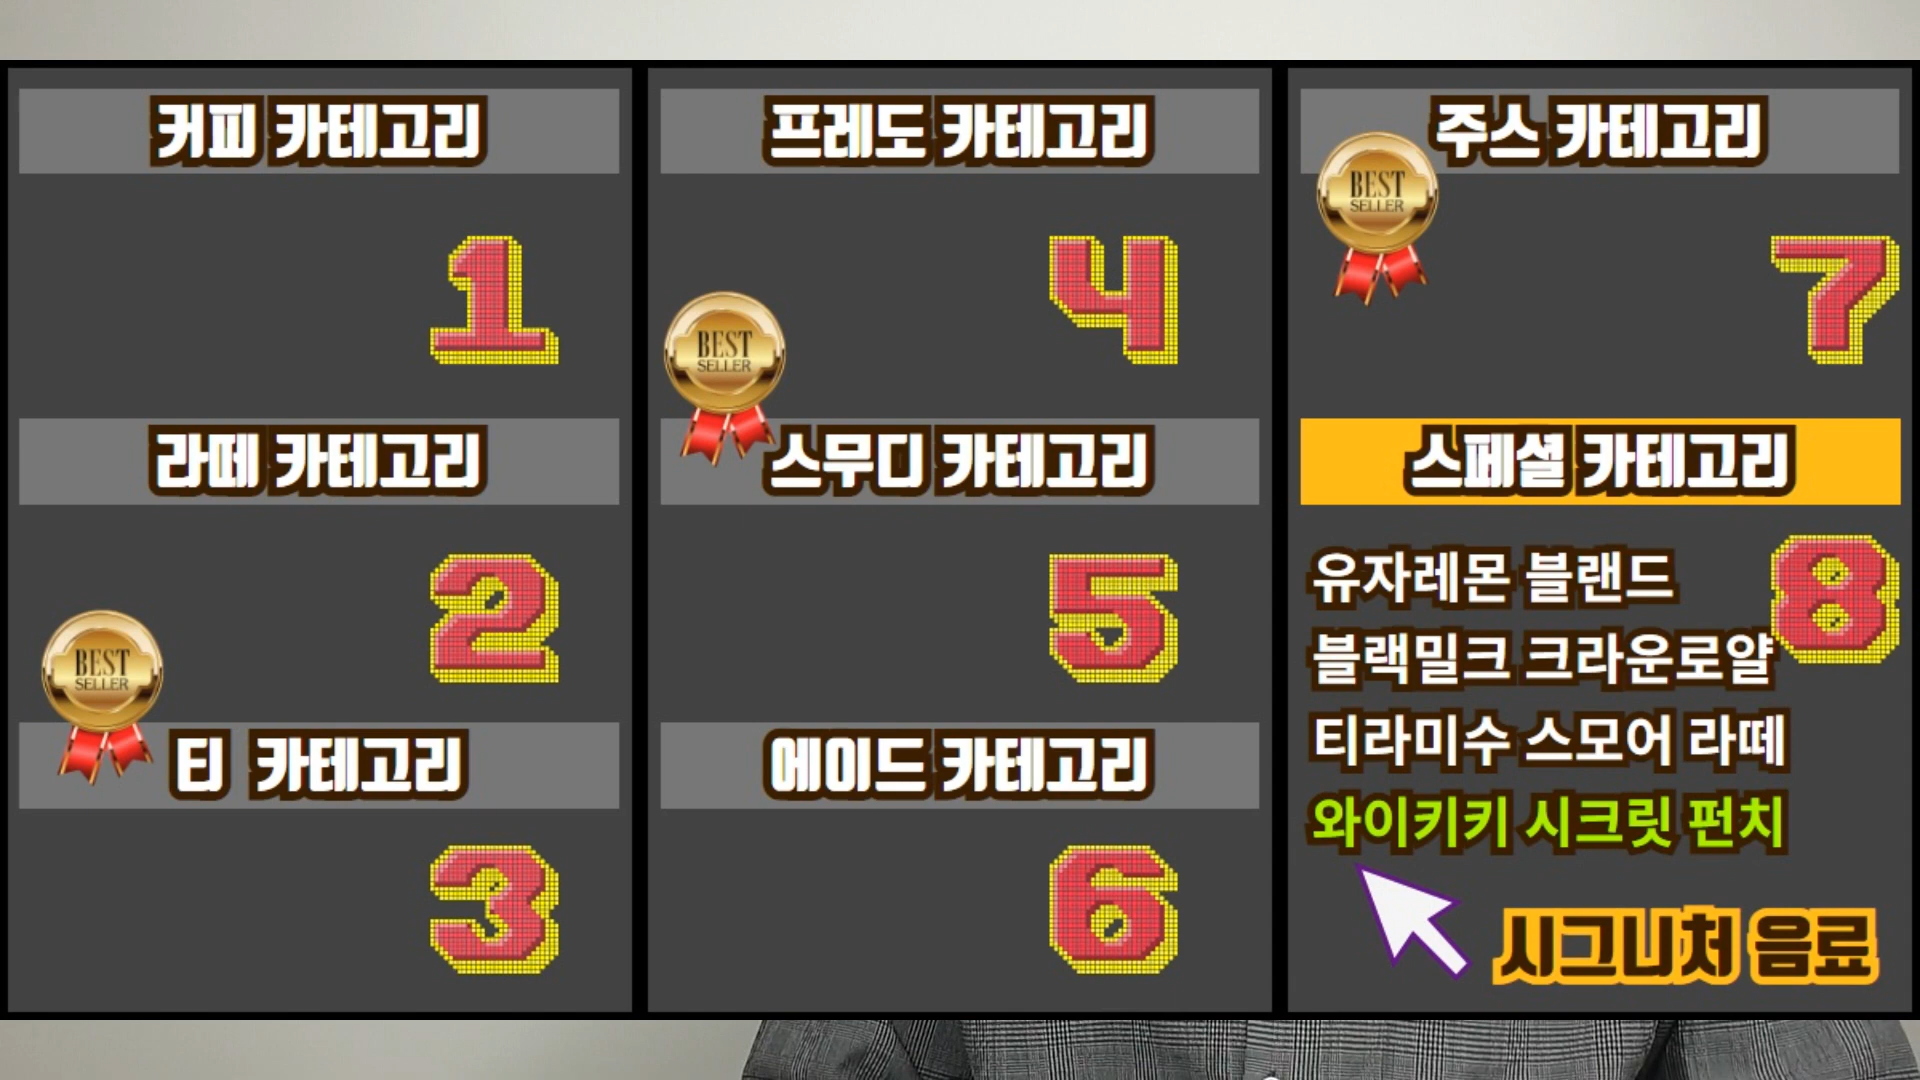 커피 카테고리
1
라떼 카테고리
2
BEST
SELLER
티 카테고리
3
프레도 카테고리
4
BEST
SELLER
스무디 카테고리
5
에이드 카테고리
6
주스 카테고리
BEST
SELLER
7
스페셜 카테고리
8
유자레몬 블랜드
블랙밀크 크라운로얄
티라미수 스모어 라떼
와이키키 시크릿 펀치
시그니처 음료